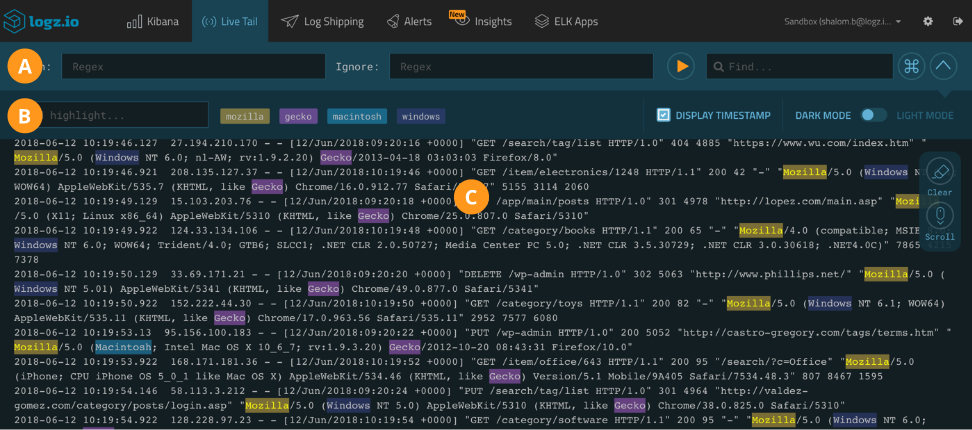 logz.io Kibana Live Tail Log Shipping Alerts New Insights ELK Apps Sandbox (shalom.b@logz.i...
A Regex Ignore: Regex Find...
B highlight... mozilla gecko macintosh windows DISPLAY TIMESTAMP DARK MODE LIGHT MODE
2018-06-12 10:19:46.127 27.194.210.170 - - [12/Jun/2018:09:20:16 +0000] "GET /search/tag/list HTTP/1.0" 404 4885 "https://www.wu.com/index.htm" "
Mozilla/5.0 (Windows NT 6.0; nl-AW; rv:1.9.2.20) Gecko/2013-04-18 03:03:03 Firefox/8.0"
2018-06-12 10:19:46.921 208.135.127.37 - - [12/Jun/2018:10:19:46 +0000] "GET /item/electronics/1248 HTTP/1.1" 200 42 "-" "Mozilla/5.0 (Windows
WOW64) AppleWebKit/535.7 (KHTML, like Gecko) Chrome/16.0.912.77 5155 3114 2060
Clear
2018-06-12 10:19:49.129 15.103.203.76 - - [12/Jun/2018:09:20:18 C /app/main/posts HTTP/1.0" 301 4978 "http://lopez.com/main.asp"
/5.0 (X11; Linux x86_64) AppleWebKit/5310 (KHTML, like Gecko) Chrome/25.0.807.0 Safari/5310"
2018-06-12 10:19:49.922 124.33.134.106 - - [12/Jun/2018:10:19:48 +0000] "GET /category/books HTTP/1.1" 200 65 "-" "Mozilla/4.0 (compatible; MSIE
Scroll
Windows NT 6.0; WOW64; Trident/4.0; GTB6; SLCC1; .NET CLR 2.0.50727; Media Center PC 5.0; .NET CLR 3.5.30729; .NET CLR 3.0.30618; .NET4.0C)"
7378
2018-06-12 10:19:50.129 33.69.171.21 - - [12/Jun/2018:09:20:20 +0000] "DELETE /wp-admin HTTP/1.0" 302 5063 "http://www.phillips.net/" "Mozilla/5.0 (
Windows NT 5.01) AppleWebKit/5341 (KHTML, like Gecko) Chrome/49.0.877.0 Safari/5341"
2018-06-12 10:19:50.922 152.222.44.30 - - [12/Jun/2018:10:19:50 +0000] "GET /category/toys HTTP/1.1" 200 82 "-" "Mozilla/5.0 (Windows NT 6.1; WOW64)
AppleWebKit/535.11 (KHTML, like Gecko) Chrome/17.0.963.56 Safari/535.11" 2952 7577 6080
2018-06-12 10:19:53.13 95.156.100.183 - - [12/Jun/2018:09:20:22 +0000] "PUT /wp-admin HTTP/1.0" 200 5052 "http://castro-gregory.com/tags/terms.htm" "
Mozilla/5.0 (Macintosh; Intel Mac OS X 10_6_7; rv:1.9.3.20) Gecko/2012-10-20 08:43:31 Firefox/10.0"
2018-06-12 10:19:53.922 168.171.181.36 - - [12/Jun/2018:10:19:52 +0000] "GET /item/office/643 HTTP/1.1" 200 95 "/search/?c=Office" "Mozilla/5.0
(iPhone; CPU iPhone OS 5_0_1 like Mac OS X) AppleWebKit/534.46 (KHTML, like Gecko) Version/5.1 Mobile/9A405 Safari/7534.48.3" 807 8467 1595
2018-06-12 10:19:54.146 58.113.3.212 - - [12/Jun/2018:09:20:24 +0000] "PUT /search/tag/list HTTP/1.0" 301 4964 "http://valdez-
gomez.com/category/posts/login.asp" "Mozilla/5.0 (Windows NT 5.0) AppleWebKit/5310 (KHTML, like Gecko) Chrome/38.0.825.0 Safari/5310"
2018-06-12 10:19:54.922 128.228.97.23 - - [12/Jun/2018:10:19:54 +0000] "GET /category/software HTTP/1.1" 200 95 "-" "Mozilla/5.0 (Windows NT 6.0;